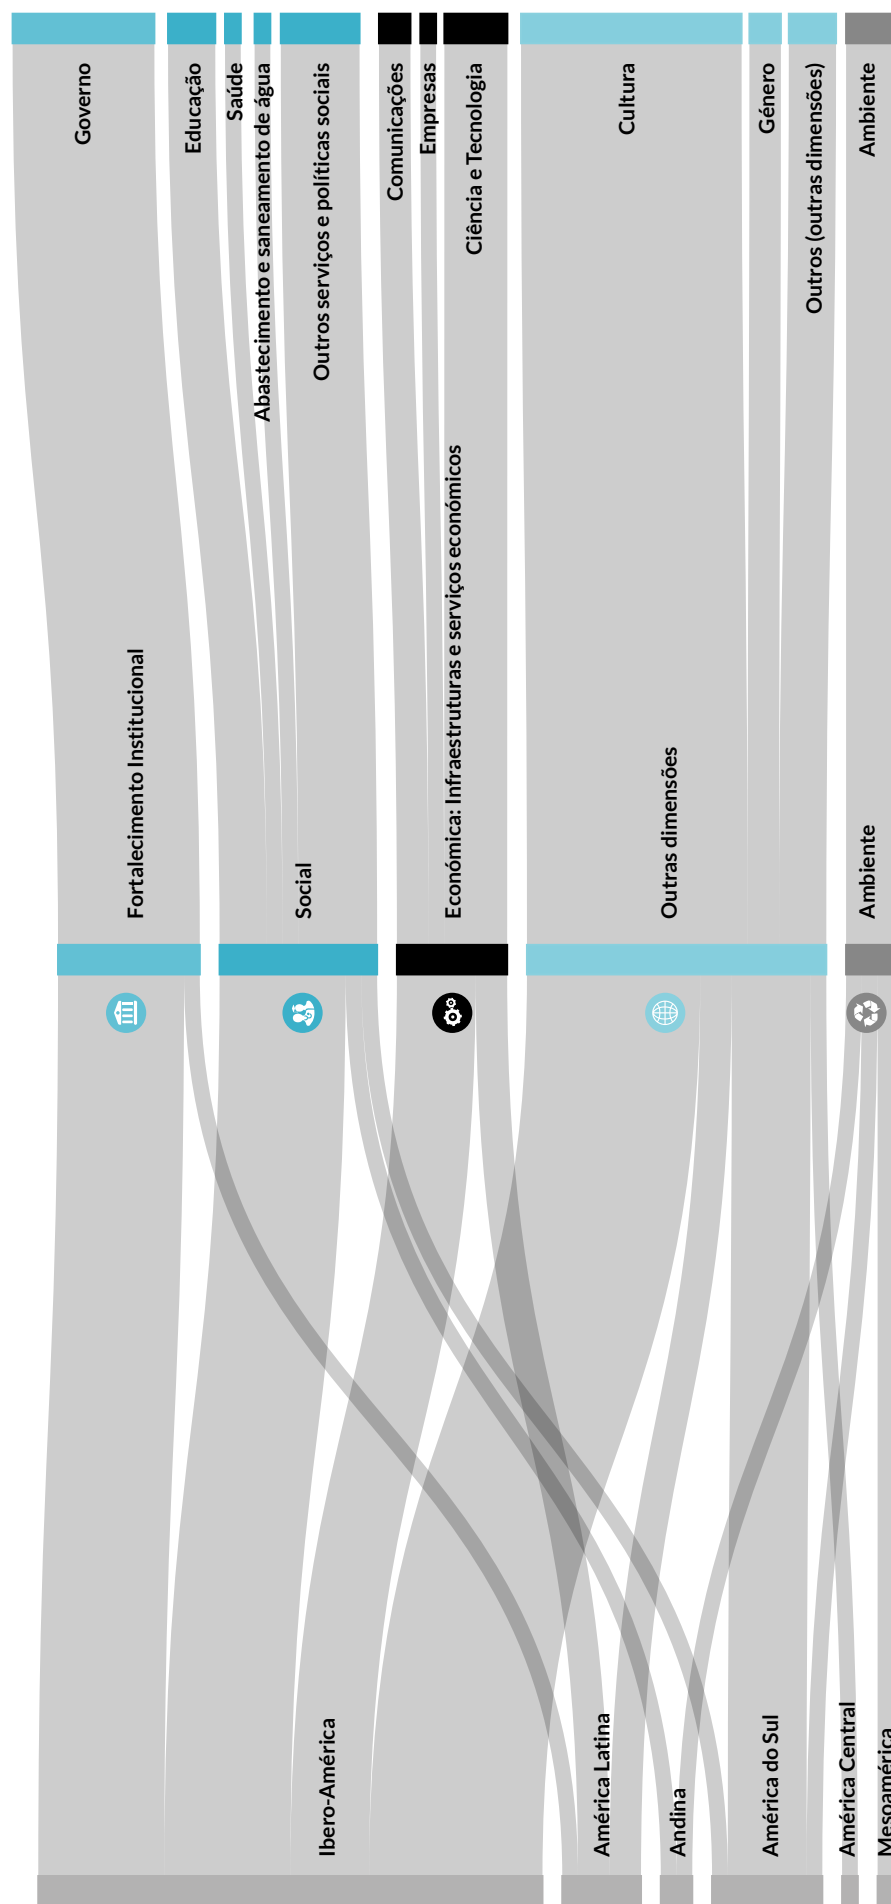 Governo
Educação
Saúde
Abastecimento e saneamento de água
Outros serviços e políticas sociais
Comunicações
Empresas
Ciência e Tecnologia
Cultura
Género
Outros (outras dimensões)
Ambiente
Fortalecimento Institucional
Social
Económica: Infraestruturas e serviços económicos
Outras dimensões
Ambiente
Ibero-América
América Latina
Andina
América do Sul
América Central
Mesoamérica